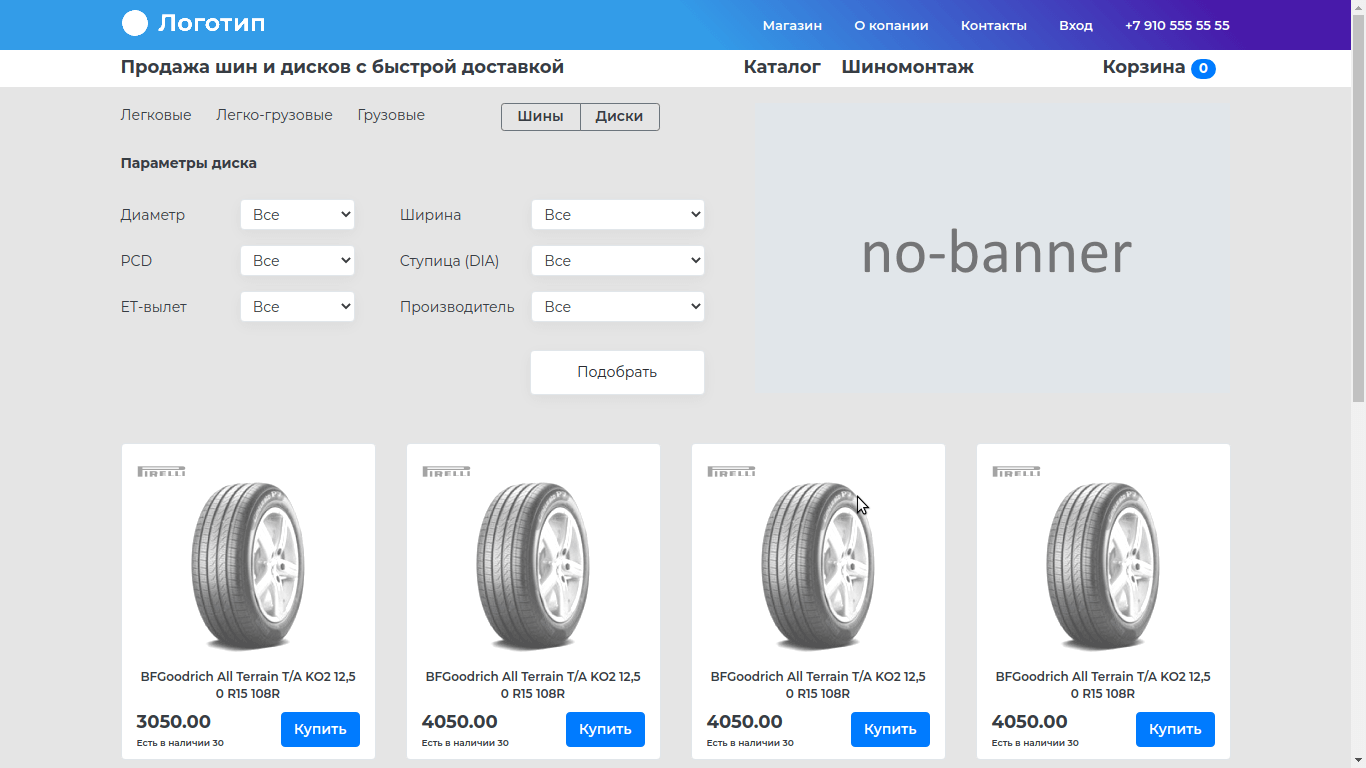 Логотип
Магазин О копании Контакты Вход +7 910 555 55 55
Продажа шин и дисков с быстрой доставкой Каталог Шиномонтаж Корзина 0
Легковые Легко-грузовые Грузовые Шины Диски
Параметры диска
Диаметр Все Ширина Все
PCD Все Ступица (DIA) Все
ET-вылет Все Производитель Все
Подобрать
no-banner
PIRELLI PIRELLI PIRELLI PIRELLI
BFGoodrich All Terrain T/A KO2 12,5 BFGoodrich All Terrain T/A KO2 12,5 BFGoodrich All Terrain T/A KO2 12,5 BFGoodrich All Terrain T/A KO2 12,5
0 R15 108R 0 R15 108R 0 R15 108R 0 R15 108R
3050.00 Купить 4050.00 Купить 4050.00 Купить 4050.00 Купить
Есть в наличии 30 Есть в наличии 30 Есть в наличии 30 Есть в наличии 30